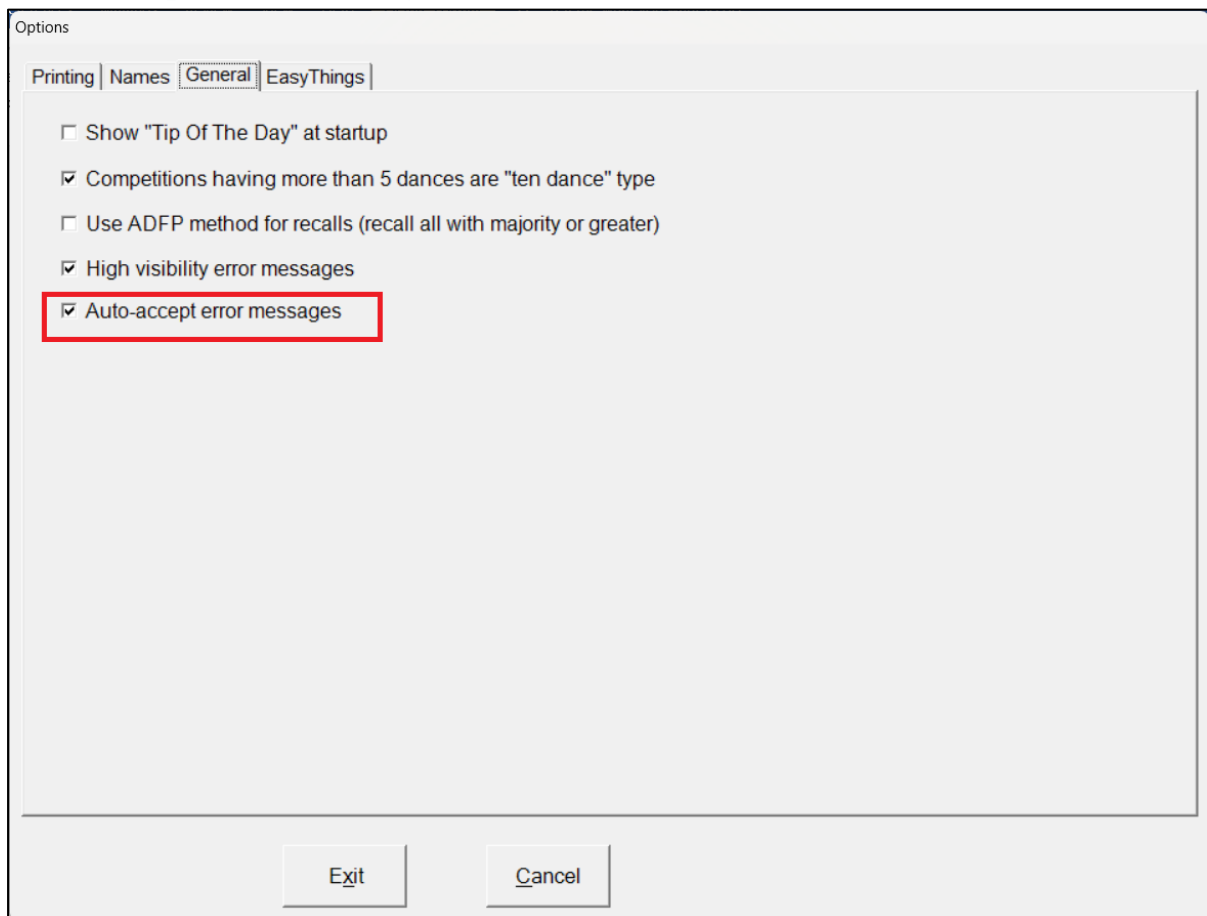 Options
Printing Names General EasyThings
Show "Tip Of The Day" at startup
Competitions having more than 5 dances are "ten dance" type
Use ADFP method for recalls (recall all with majority or greater)
High visibility error messages
Auto-accept error messages
Exit Cancel